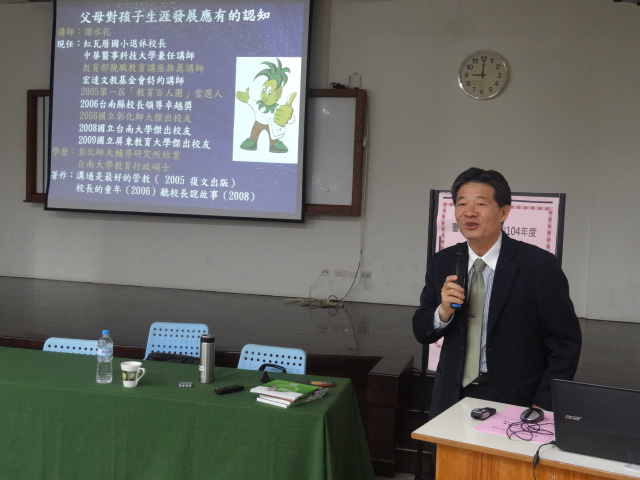 父母對孩子生涯發展應有的認知
講師：謝水乾
現任：紅瓦厝國小退休校長
中華醫事科技大學兼任講師
教育部親職教育講座推薦講師
宏達文教基金會特約講師
2005第一屆「教育百人團」當選人
2006台南縣校長領導卓越獎
2006國立彰化師大傑出校友
2008國立台南大學傑出校友
2009國立屏東教育大學傑出校友
學歷：彰化師大輔導研究所結業
台南大學教育行政碩士
著作：溝通是最好的管教（2005 復文出版）
校長的童年（2006）聽校長說故事（2008）
臺
104年度
acer